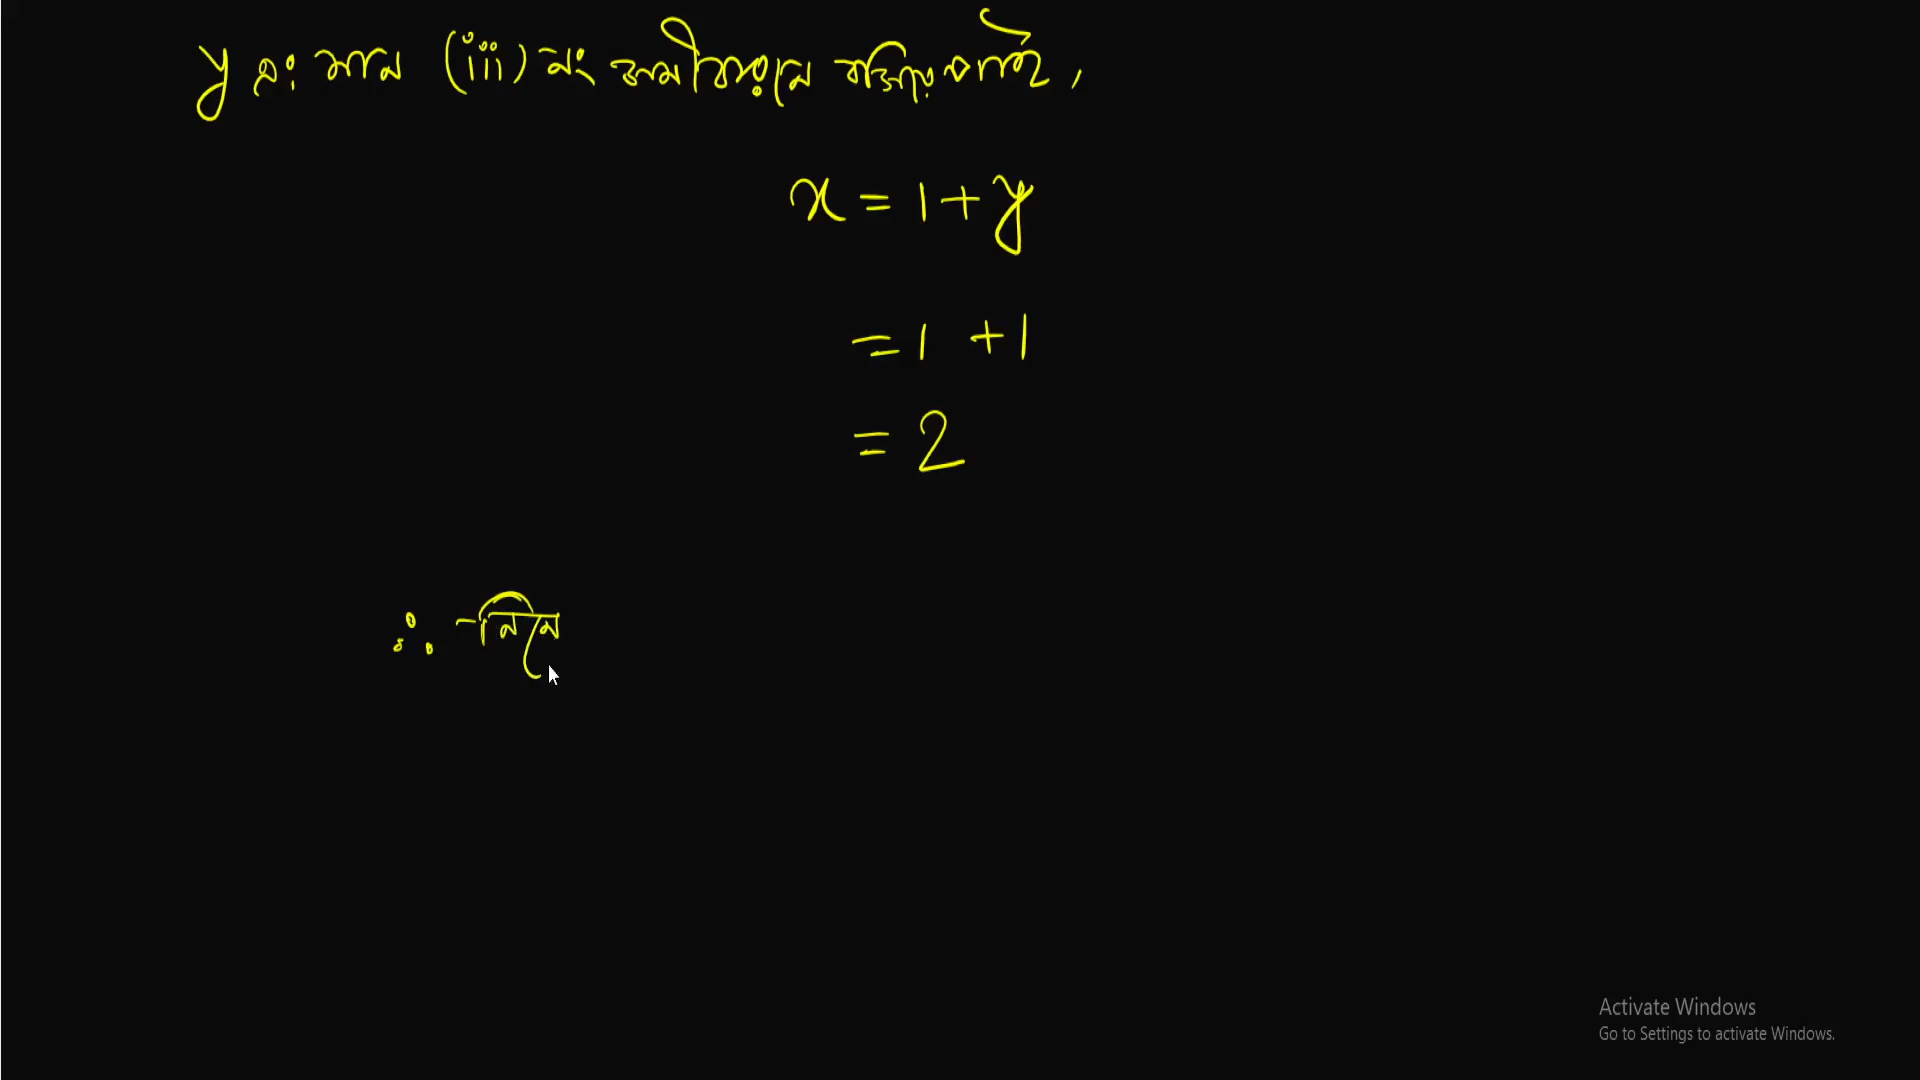 y এর মান (iii) নং সমীকরণে বসিয়ে পাই,
x = 1 + y
= 1 + 1
= 2
∴ নির্ণে
Activate Windows
Go to Settings to activate Windows.